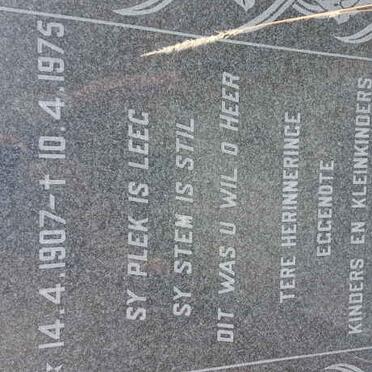 * 14.4.1907-† 10.4.1975
SY PLEK IS LEEG
SY STEM IS STIL
DIT WAS U WIL O HEER
TERE HERINNERINGE
EGGENOTE
KINDERS EN KLEINKINDERS